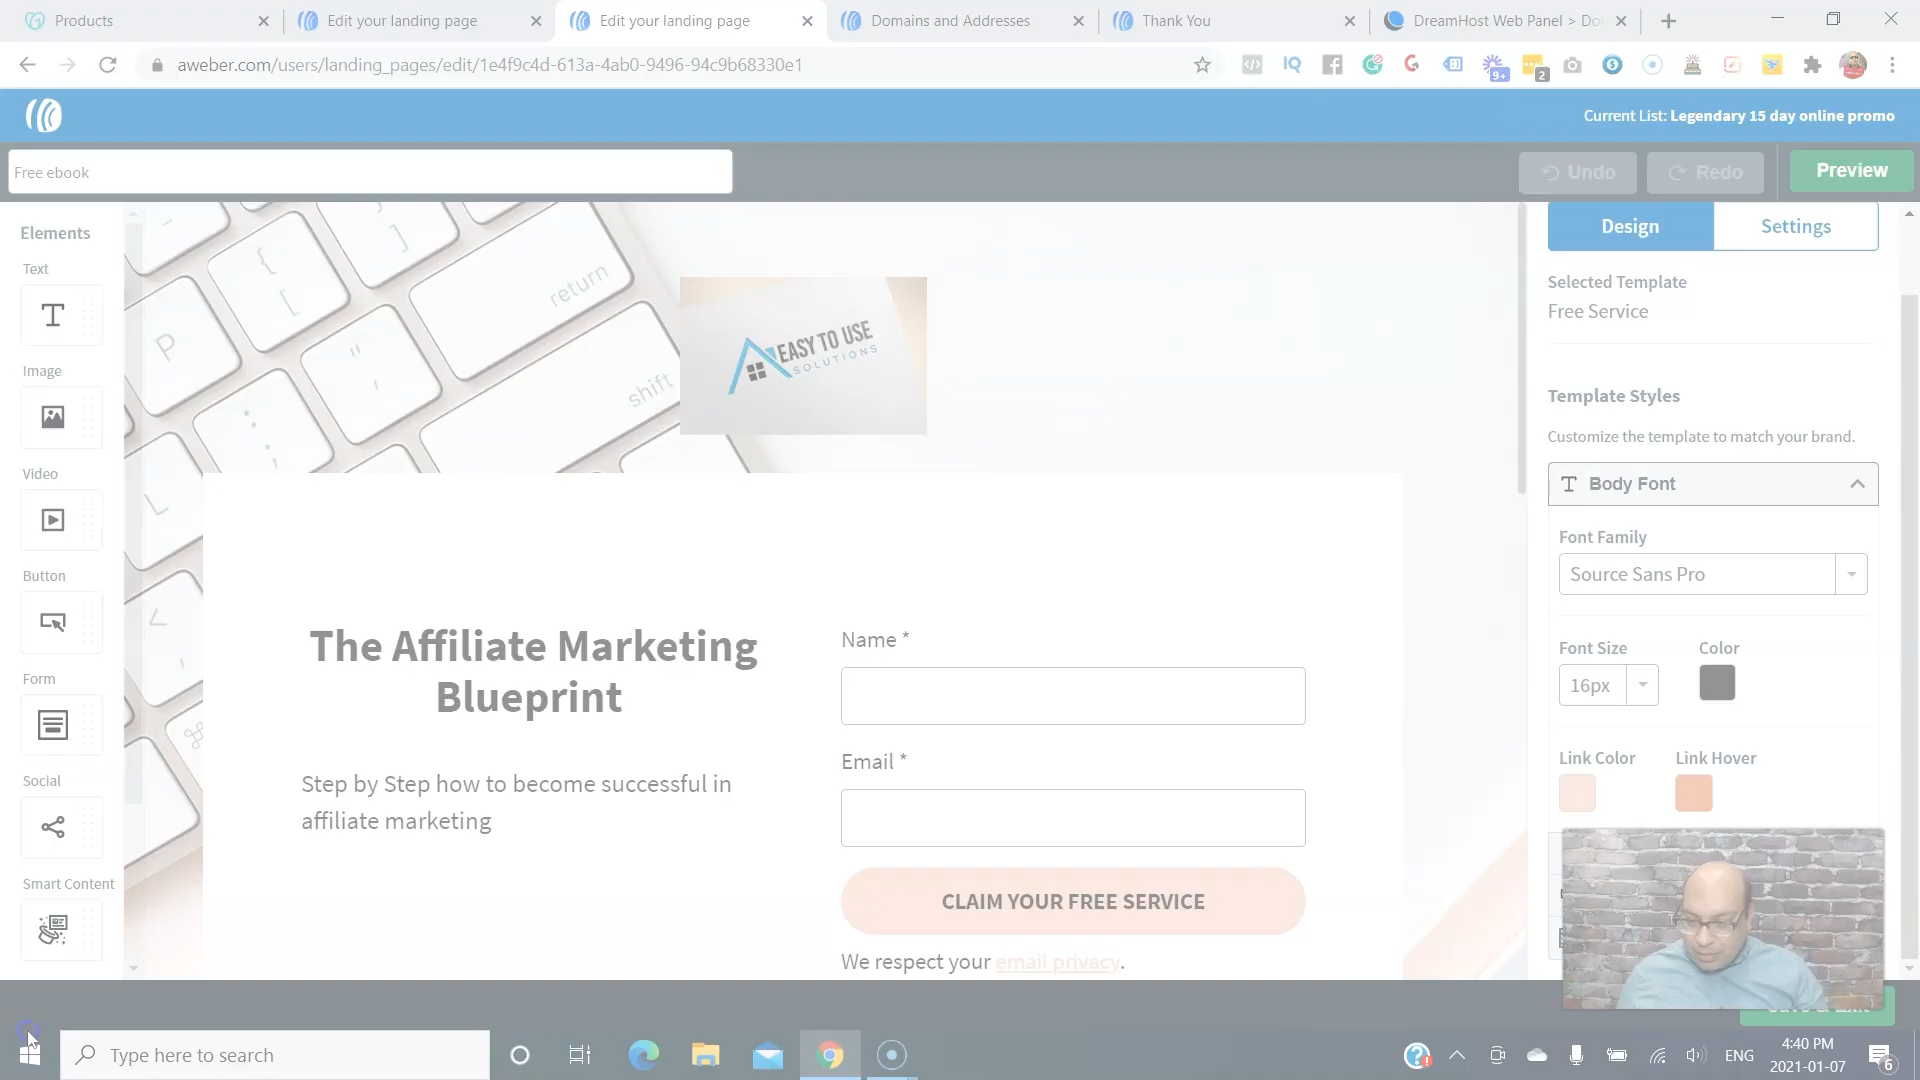 Products
Edit your landing page
Edit your landing page
Domains and Addresses
Thank You
DreamHost Web Panel > Do
aweber.com/users/landing_pages/edit/1e4f9c4d-613a-4ab0-9496-94c9b68330e1
9+
2
Current List: Legendary 15 day online promo
Free ebook
Undo
Redo
Preview
Elements
Text
Image
Video
Button
Form
Social
Smart Content
return
shift
P
L
EASY TO USE
SOLUTIONS
The Affiliate Marketing
Blueprint
Step by Step how to become successful in
affiliate marketing
Name *
Email *
CLAIM YOUR FREE SERVICE
We respect your email privacy.
Design
Settings
Selected Template
Free Service
Template Styles
Customize the template to match your brand.
Body Font
Font Family
Source Sans Pro
Font Size
Color
16px
Link Color
Link Hover
Save & Exit
Type here to search
ENG
4:40 PM
2021-01-07
6